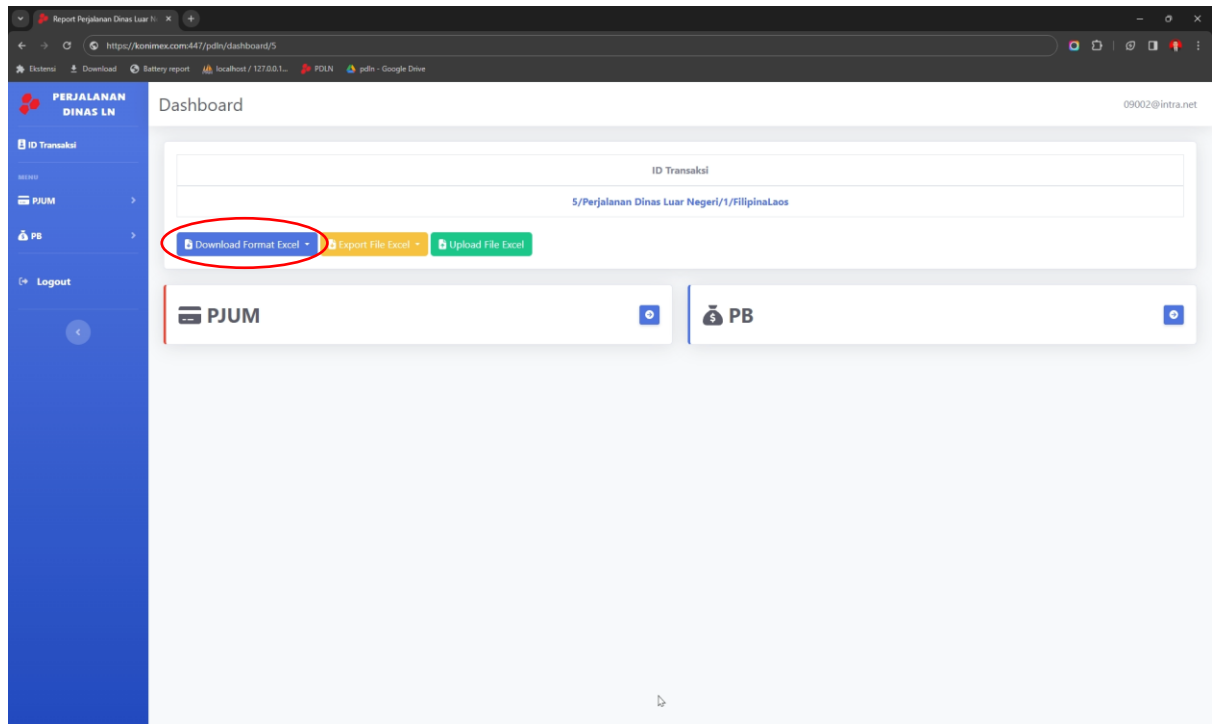 Report Perjalanan Dinas Luar N
https://konimex.com:447/pdln/dashboard/5
Ekstensi Download Battery report localhost / 127.0.0.1... PDLN pdln - Google Drive
PERJALANAN
DINAS LN
Dashboard
09002@intra.net
ID Transaksi
MENU
PJUM
PB
Logout
ID Transaksi
5/Perjalanan Dinas Luar Negeri/1/FilipinaLaos
Download Format Excel Export File Excel Upload File Excel
PJUM PB